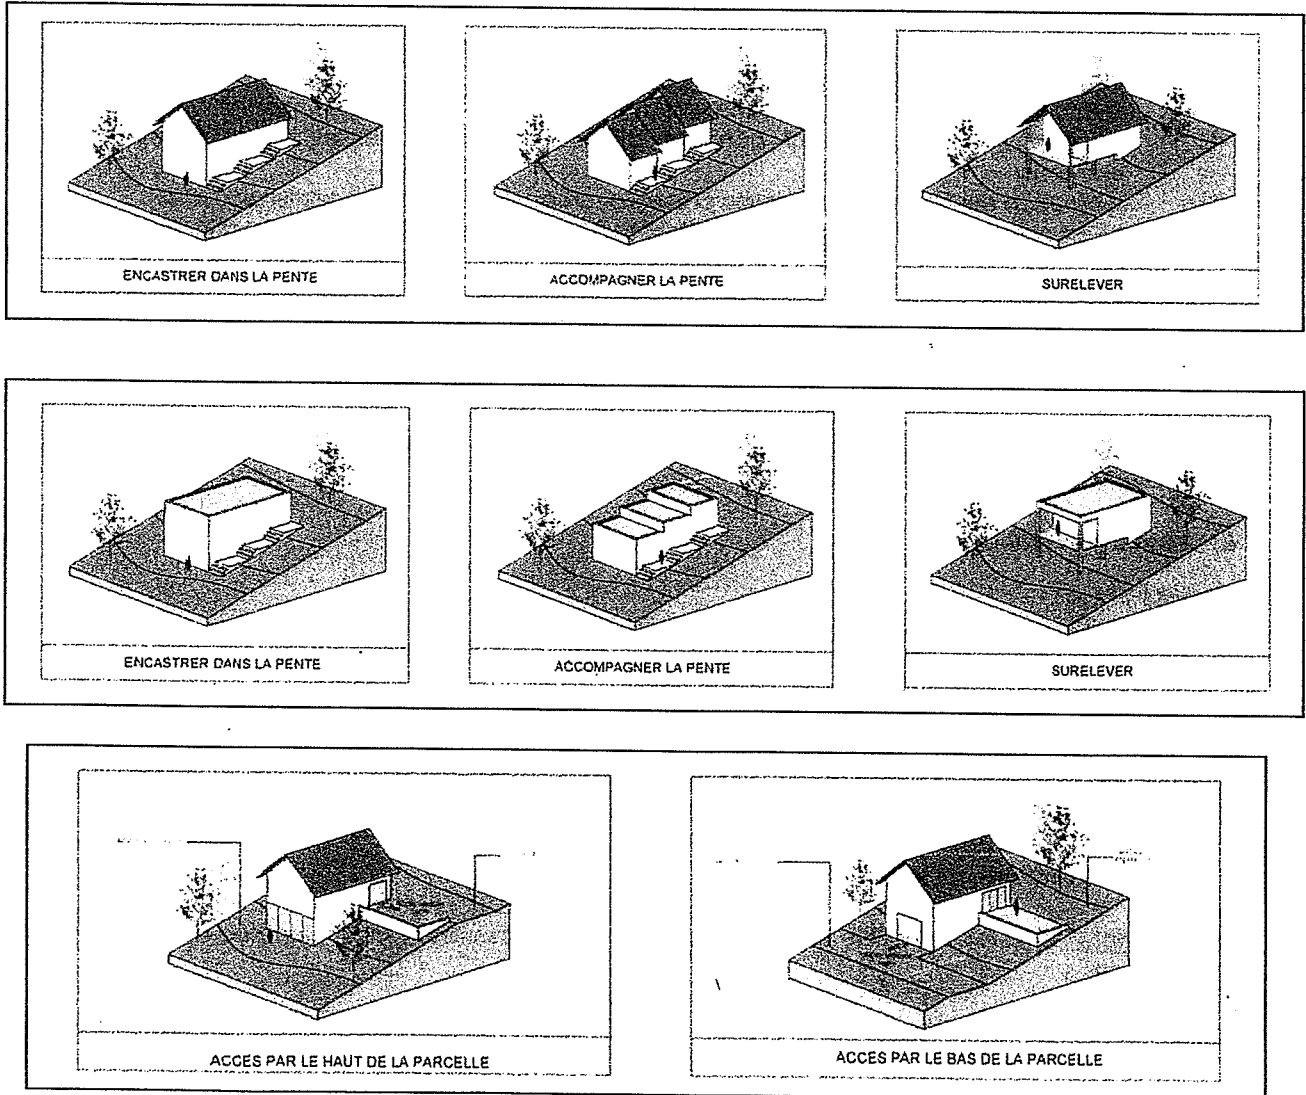 ENCASTRER DANS LA PENTE
ACCOMPAGNER LA PENTE
SURELEVER
ENCASTRER DANS LA PENTE
ACCOMPAGNER LA PENTE
SURELEVER
ACCES PAR LE HAUT DE LA PARCELLE
ACCES PAR LE BAS DE LA PARCELLE